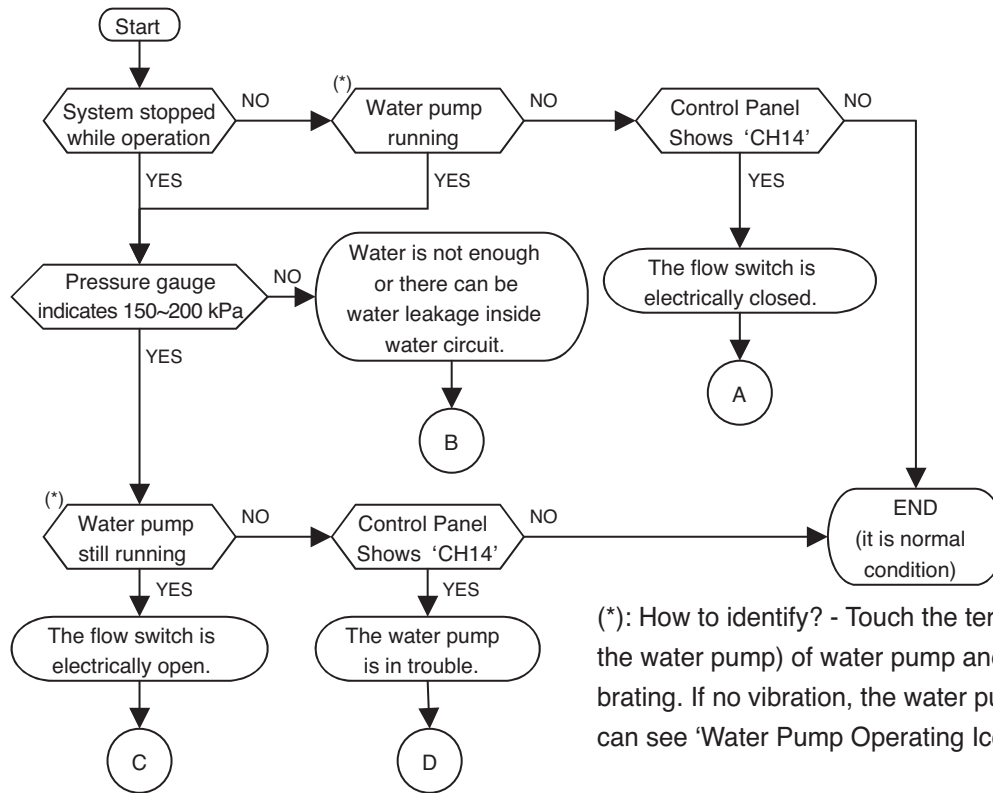 Start
System stopped
while operation
NO
YES
(*)
Water pump
running
NO
YES
Control Panel
Shows ‘CH14’
NO
YES
Pressure gauge
indicates 150~200 kPa
NO
YES
Water is not enough
or there can be
water leakage inside
water circuit.
B
The flow switch is
electrically closed.
A
(*)
Water pump
still running
NO
YES
Control Panel
Shows ‘CH14’
NO
YES
END
(it is normal
condition)
The flow switch is
electrically open.
C
The water pump
is in trouble.
D
(*): How to identify? - Touch the
the water pump) of water pump
brating. If no vibration, the water
can see ‘Water Pump Operating